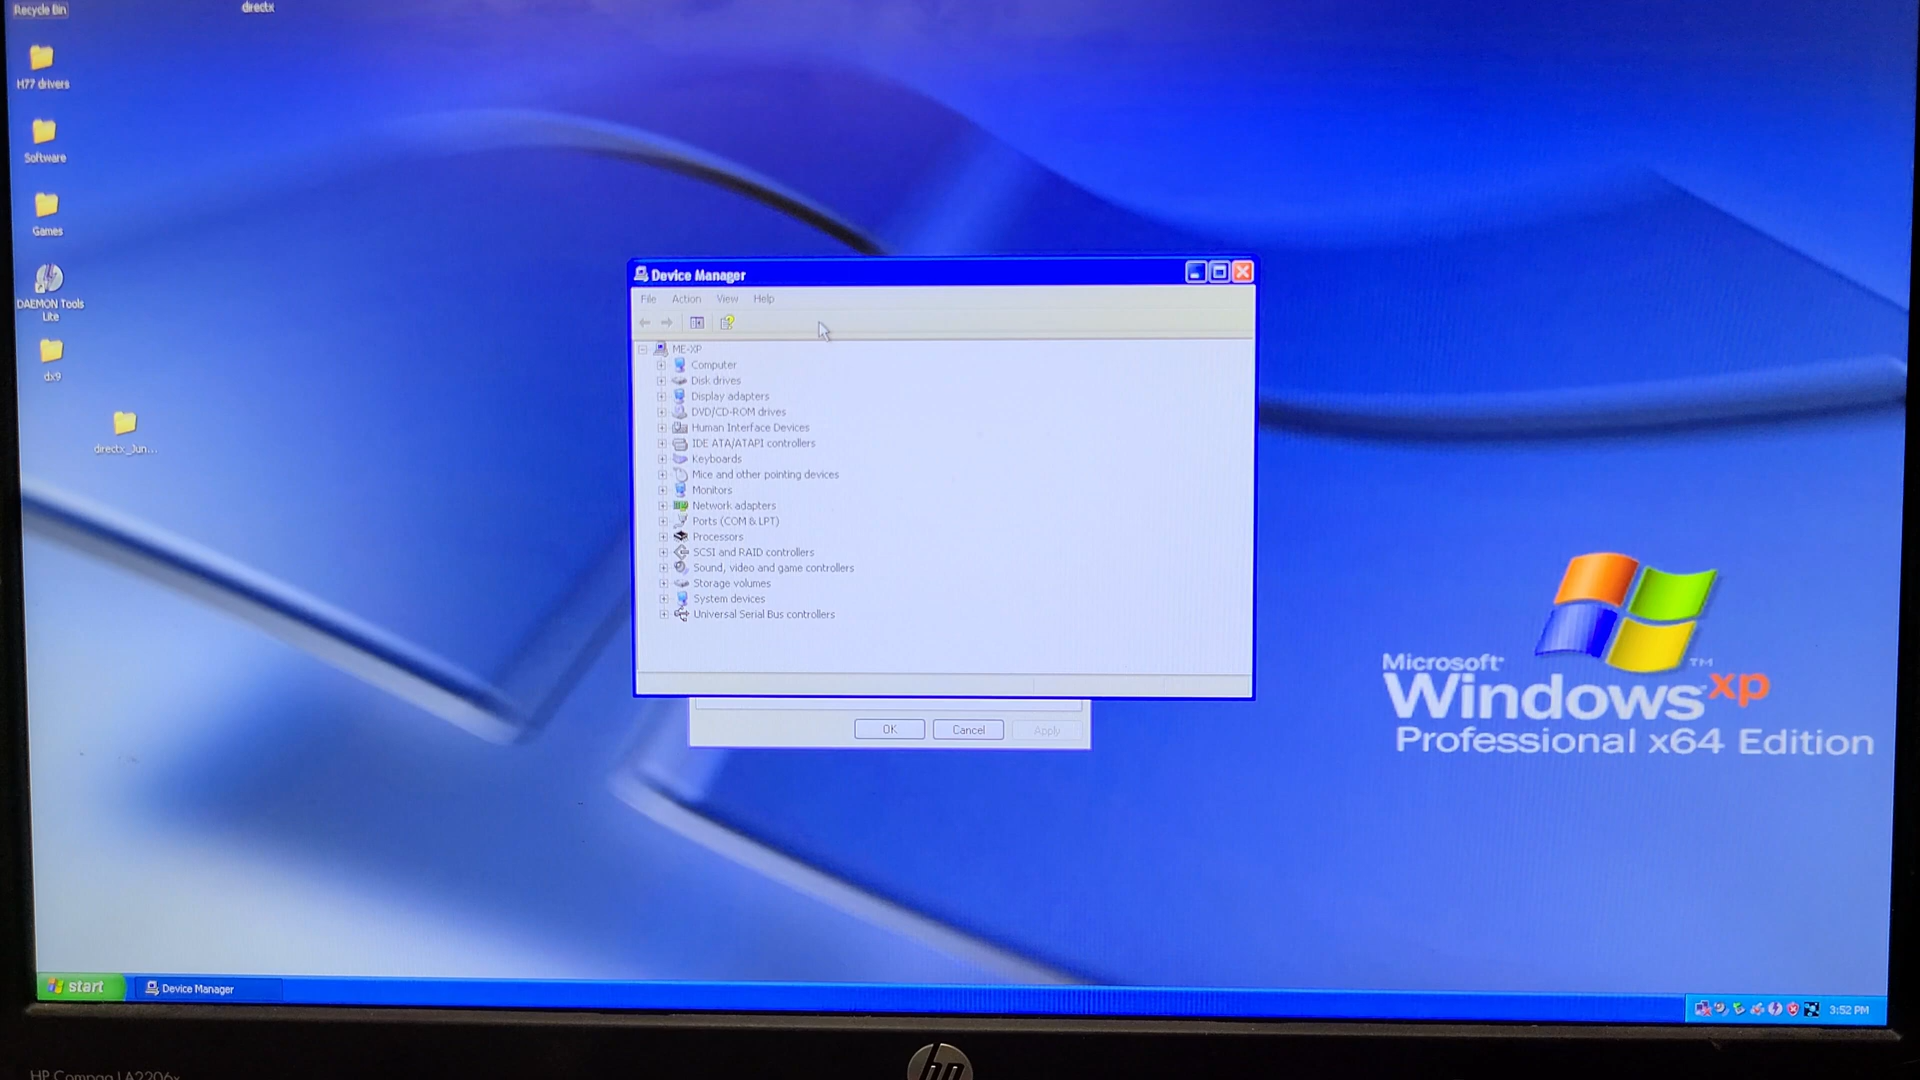 Recycle Bin
directx
H77 drivers
Software
Games
DAEMON Tools
Lite
dx9
directx_Jun...
Device Manager
File Action View Help
ME-XP
Computer
Disk drives
Display adapters
DVD/CD-ROM drives
Human Interface Devices
IDE ATA/ATAPI controllers
Keyboards
Mice and other pointing devices
Monitors
Network adapters
Ports (COM & LPT)
Processors
SCSI and RAID controllers
Sound, video and game controllers
Storage volumes
System devices
Universal Serial Bus controllers
OK Cancel Apply
Microsoft®
Windows xp ™
Professional x64 Edition
start
Device Manager
3:52 PM
hp
HP Compaq LA2206x